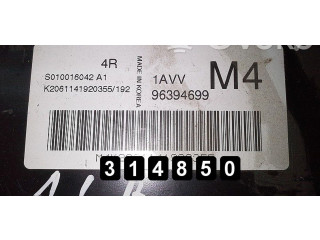 4R
MADE IN KOREA
1AVV
M4
S010016042 A1
K2061141920355/192
96394699
314850